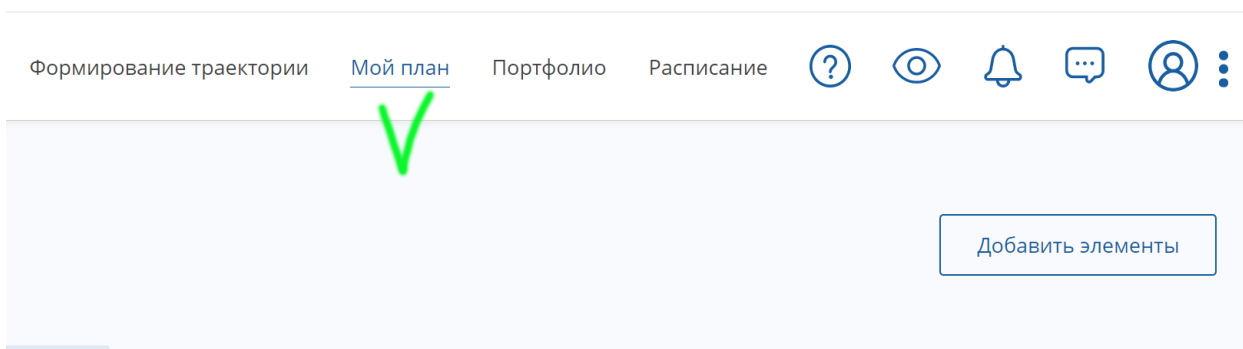 Формирование траектории Мой план Портфолио Расписание
Добавить элементы